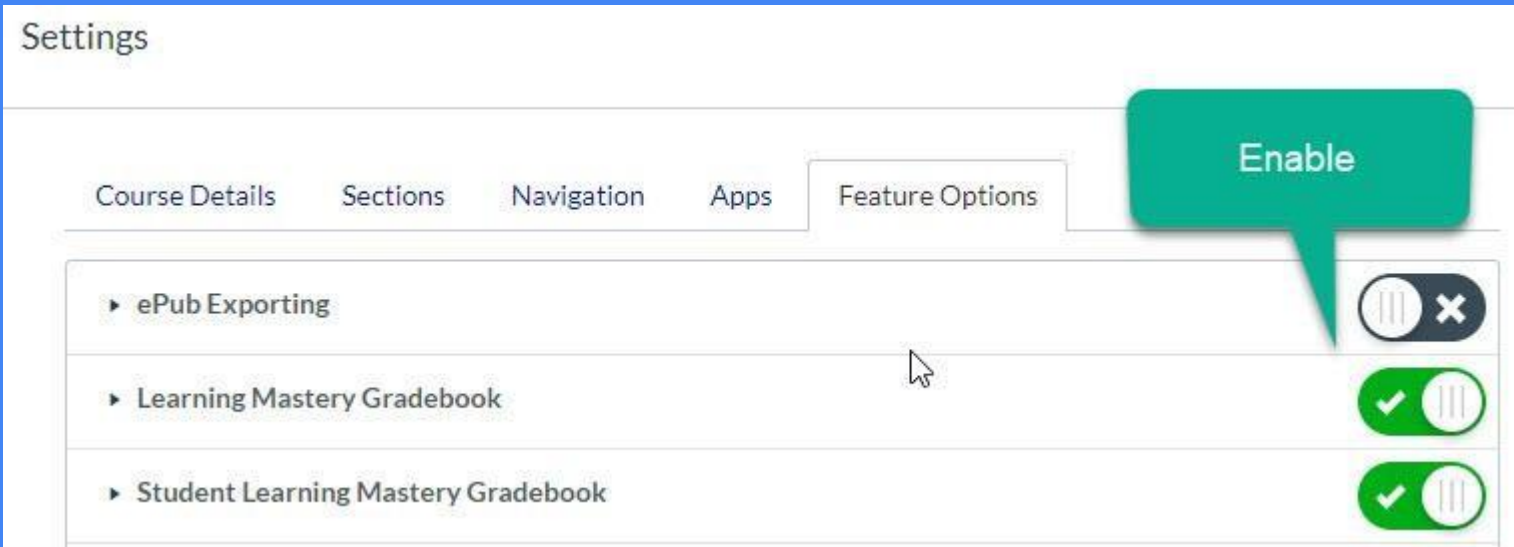 Settings
Enable
Course Details Sections Navigation Apps Feature Options
ePub Exporting
Learning Mastery Gradebook
Student Learning Mastery Gradebook